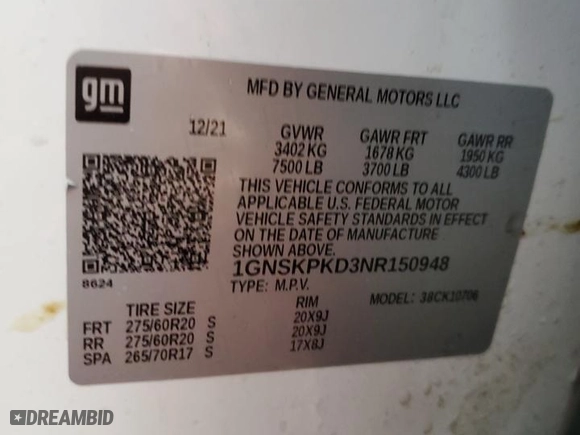 gm
MFD BY GENERAL MOTORS LLC
12/21 GVWR GAWR FRT GAWR RR
3402 KG 1678 KG 1950 KG
7500 LB 3700 LB 4300 LB
THIS VEHICLE CONFORMS TO ALL
APPLICABLE U.S. FEDERAL MOTOR
VEHICLE SAFETY STANDARDS IN EFFECT
ON THE DATE OF MANUFACTURE
SHOWN ABOVE.
1GNSKPKD3NR150948
8624 TYPE: M.P.V. MODEL: 38CK10706
TIRE SIZE RIM
FRT 275/60R20 S 20X9J
RR 275/60R20 S 20X9J
SPA 265/70R17 S 17X8J
DREAMBID